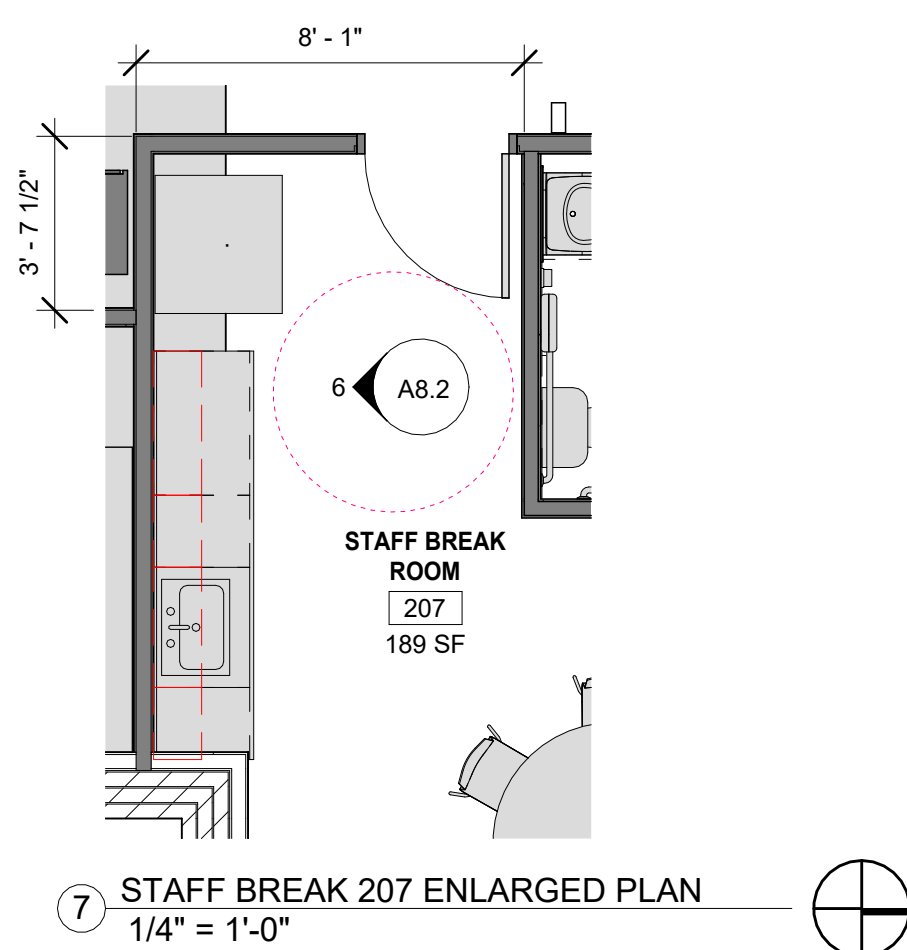 8' - 1"
3' - 7 1/2"
6
A8.2
STAFF BREAK
ROOM
207
189 SF
7
STAFF BREAK 207 ENLARGED PLAN
1/4" = 1'-0"